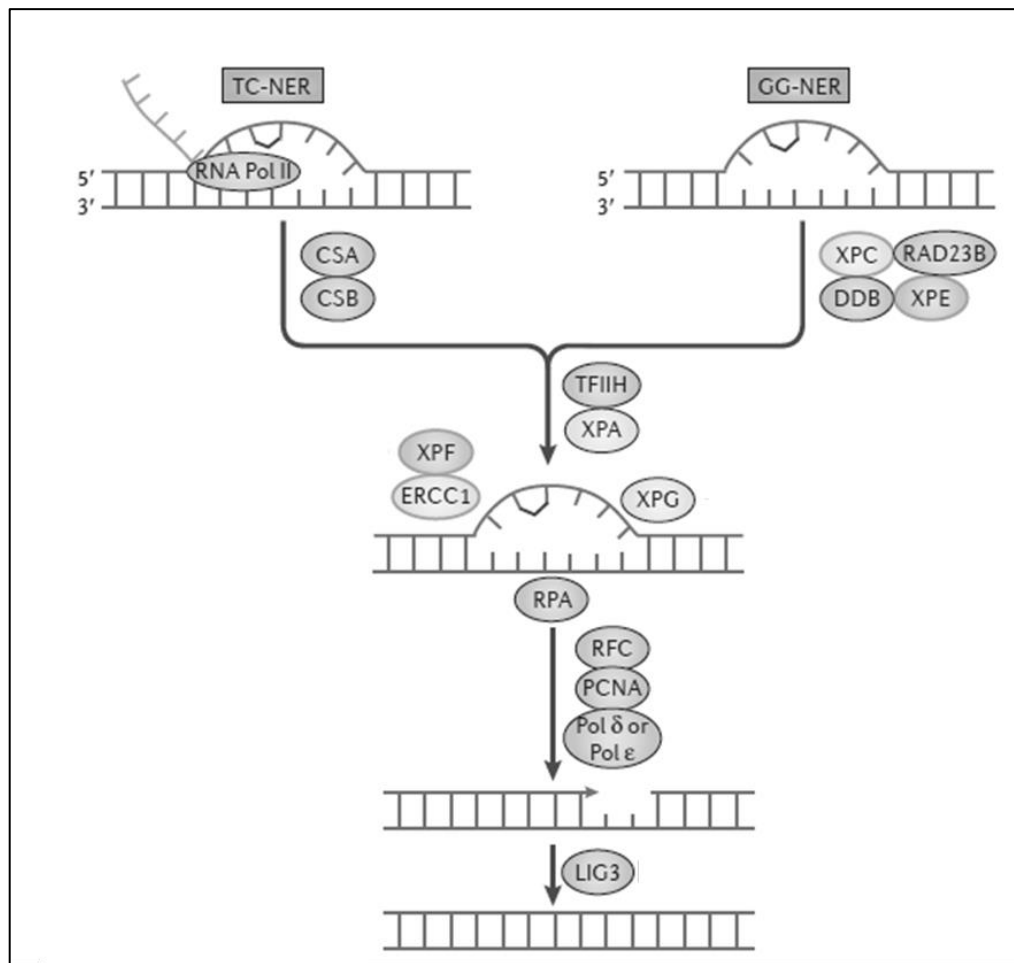 TC-NER
GG-NER
RNA Pol II
5′
3′
5′
3′
CSA
CSB
XPC
RAD23B
DDB
XPE
TFIIH
XPA
XPF
ERCC1
XPG
RPA
RFC
PCNA
Pol δ or
Pol ε
LIG3